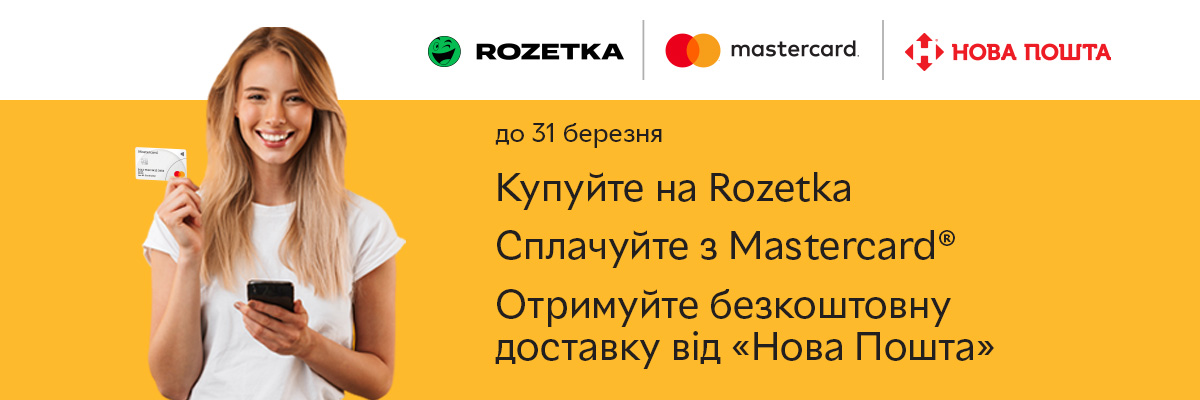 ROZETKA
mastercard.
НОВА ПОШТА
до 31 березня
Купуйте на Rozetka
Сплачуйте з Mastercard®
Отримуйте безкоштовну
доставку від «Нова Пошта»